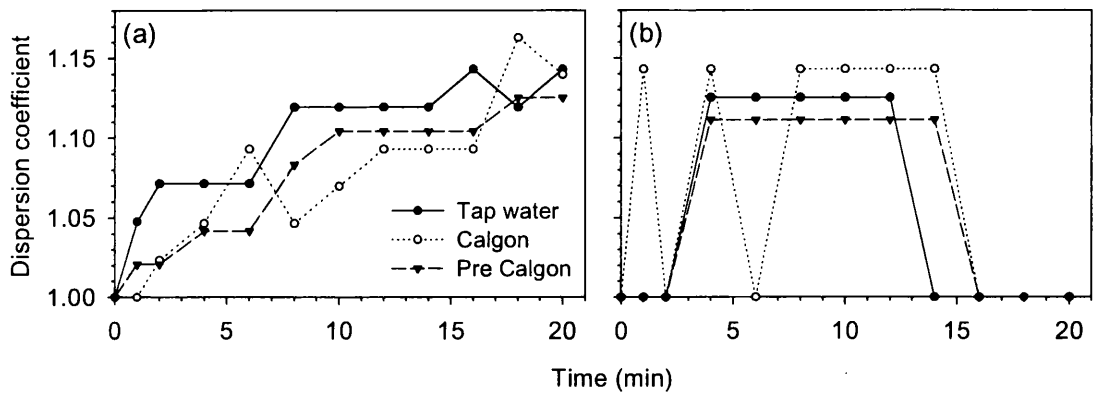 (a)
(b)
Dispersion coefficient
1.15
1.10
1.05
1.00
Tap water
Calgon
Pre Calgon
0 5 10 15 20
0 5 10 15 20
Time (min)